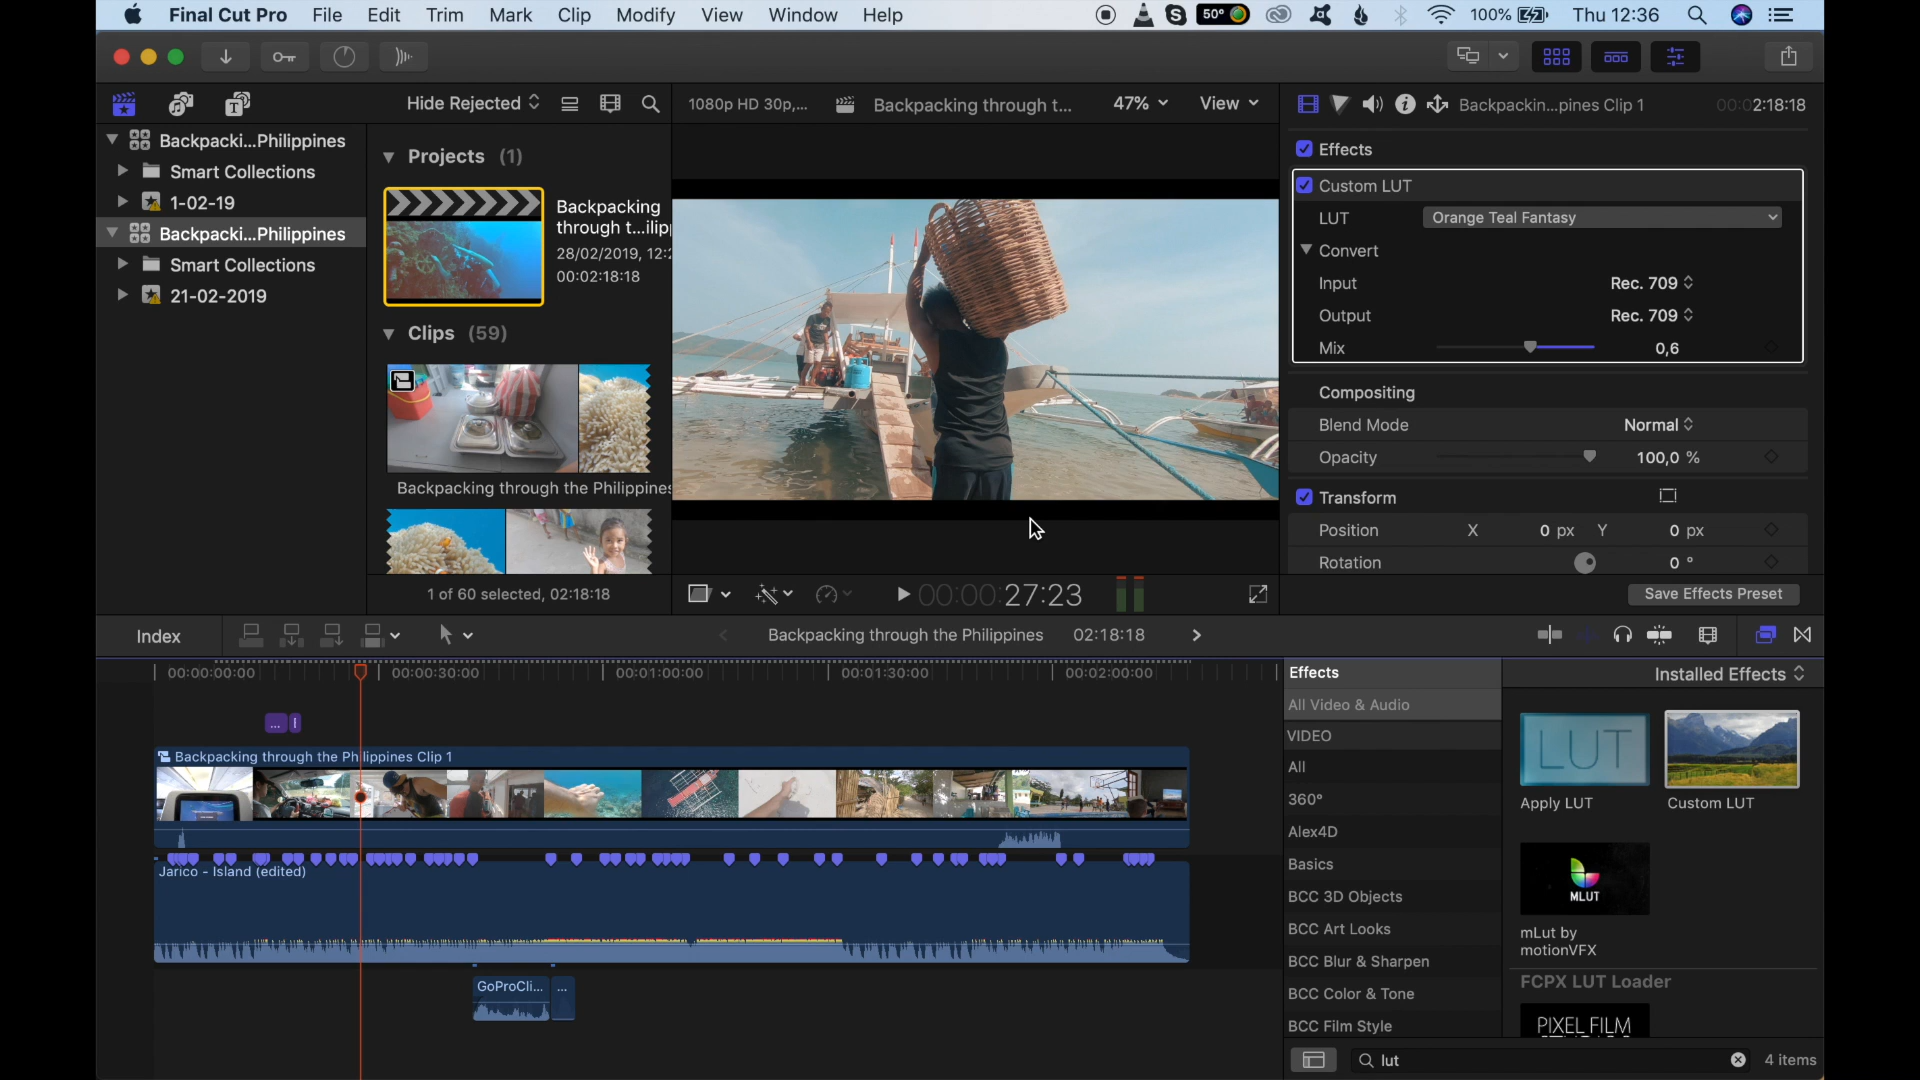 Final Cut Pro File Edit Trim Mark Clip Modify View Window Help 50° 100% Thu 12:36
Hide Rejected 1080p HD 30p,... Backpacking through t... 47% View Backpackin...pines Clip 1 00:02:18:18
Backpacki...Philippines
Smart Collections
1-02-19
Backpacki...Philippines
Smart Collections
21-02-2019
Projects (1)
Backpacking
through t...ilipp
28/02/2019, 12:2
00:02:18:18
Clips (59)
Backpacking through the Philippines
1 of 60 selected, 02:18:18
00:00:00:27:23
Effects
Custom LUT
LUT Orange Teal Fantasy
Convert
Input Rec. 709
Output Rec. 709
Mix 0,6
Compositing
Blend Mode Normal
Opacity 100,0 %
Transform
Position X 0 px Y 0 px
Rotation 0 °
Save Effects Preset
Index Backpacking through the Philippines 02:18:18
00:00:00:00 00:00:30:00 00:01:00:00 00:01:30:00 00:02:00:00
...
Backpacking through the Philippines Clip 1
Jarico - Island (edited)
GoProCli... ...
Effects
All Video & Audio
VIDEO
All
360°
Alex4D
Basics
BCC 3D Objects
BCC Art Looks
BCC Blur & Sharpen
BCC Color & Tone
BCC Film Style
Installed Effects
LUT
Apply LUT Custom LUT
MLUT
mLut by
motionVFX
FCPX LUT Loader
PIXEL FILM
lut 4 items